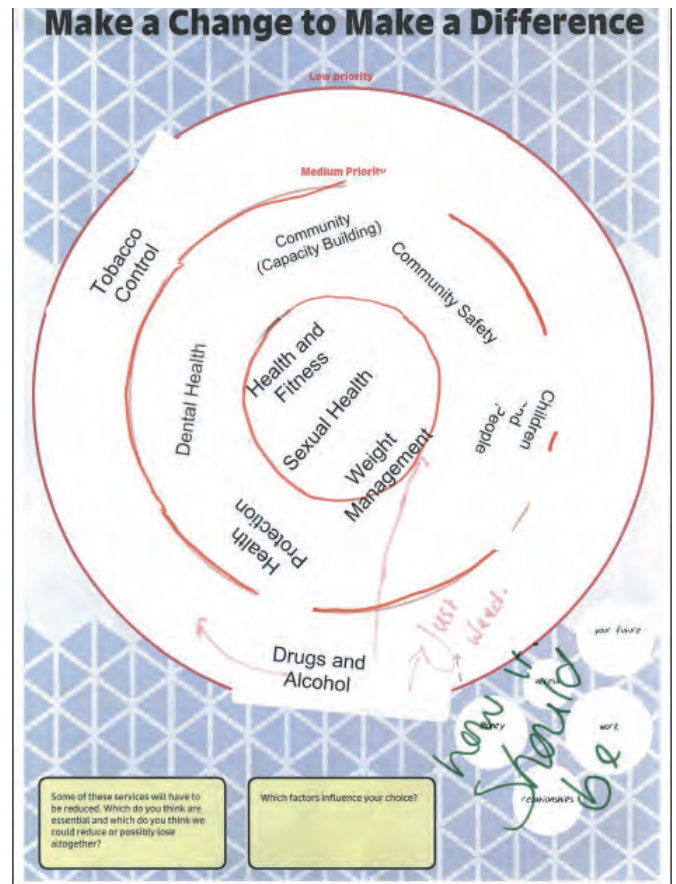 Make a Change to Make a Difference
Low priority
Medium Priority
Tobacco
Control
Community
(Capacity Building)
Community Safety
Dental Health
Health and
Fitness
Sexual Health
Weight
Management
Children
People
Health
Protection
Drugs and
Alcohol
Just
weed.
how it
should
be
your future
Money
work
relationships
Some of these services will have to
be reduced. Which do you think are
essential and which do you think we
could reduce or possibly lose
altogether?
Which factors influence your choice?